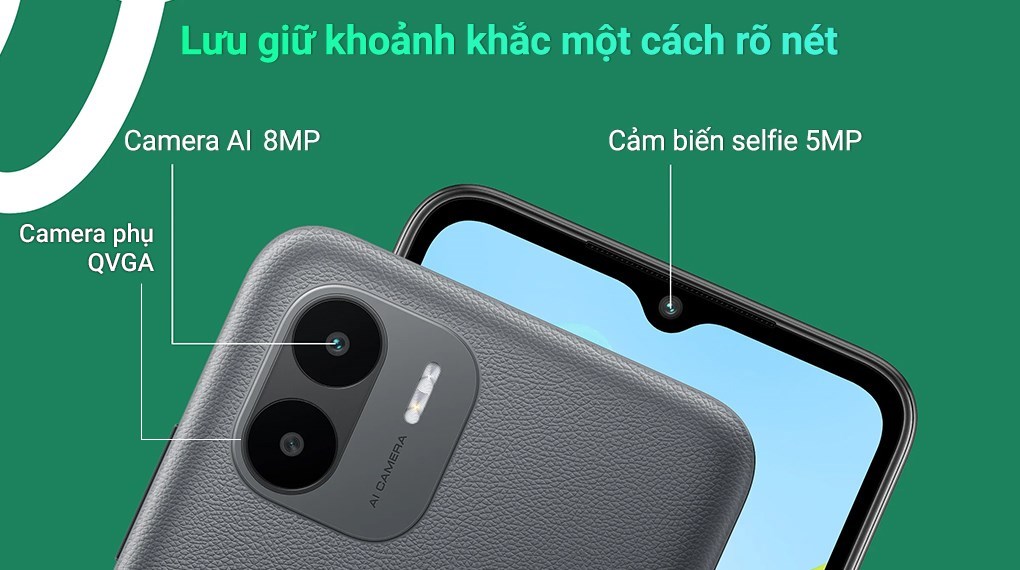 Lưu giữ khoảnh khắc một cách rõ nét
Camera AI 8MP
Cảm biến selfie 5MP
Camera phụ
QVGA
AI CAMERA